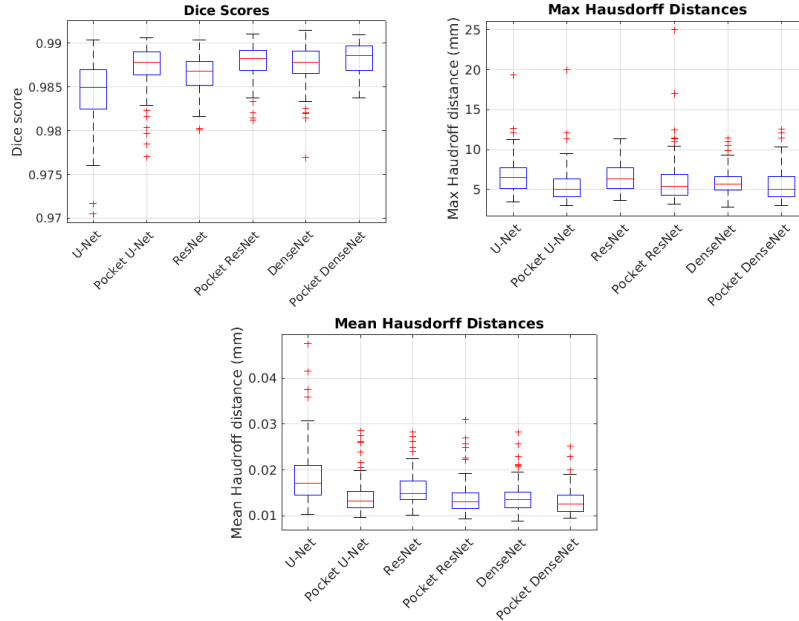 Dice Scores
Dice score
0.99
0.985
0.98
0.975
0.97
U-Net
Pocket U-Net
ResNet
Pocket ResNet
DenseNet
Pocket DenseNet
Max Hausdorff Distances
Max Haudroff distance (mm)
25
20
15
10
5
U-Net
Pocket U-Net
ResNet
Pocket ResNet
DenseNet
Pocket DenseNet
Mean Hausdorff Distances
Mean Haudroff distance (mm)
0.04
0.03
0.02
0.01
U-Net
Pocket U-Net
ResNet
Pocket ResNet
DenseNet
Pocket DenseNet